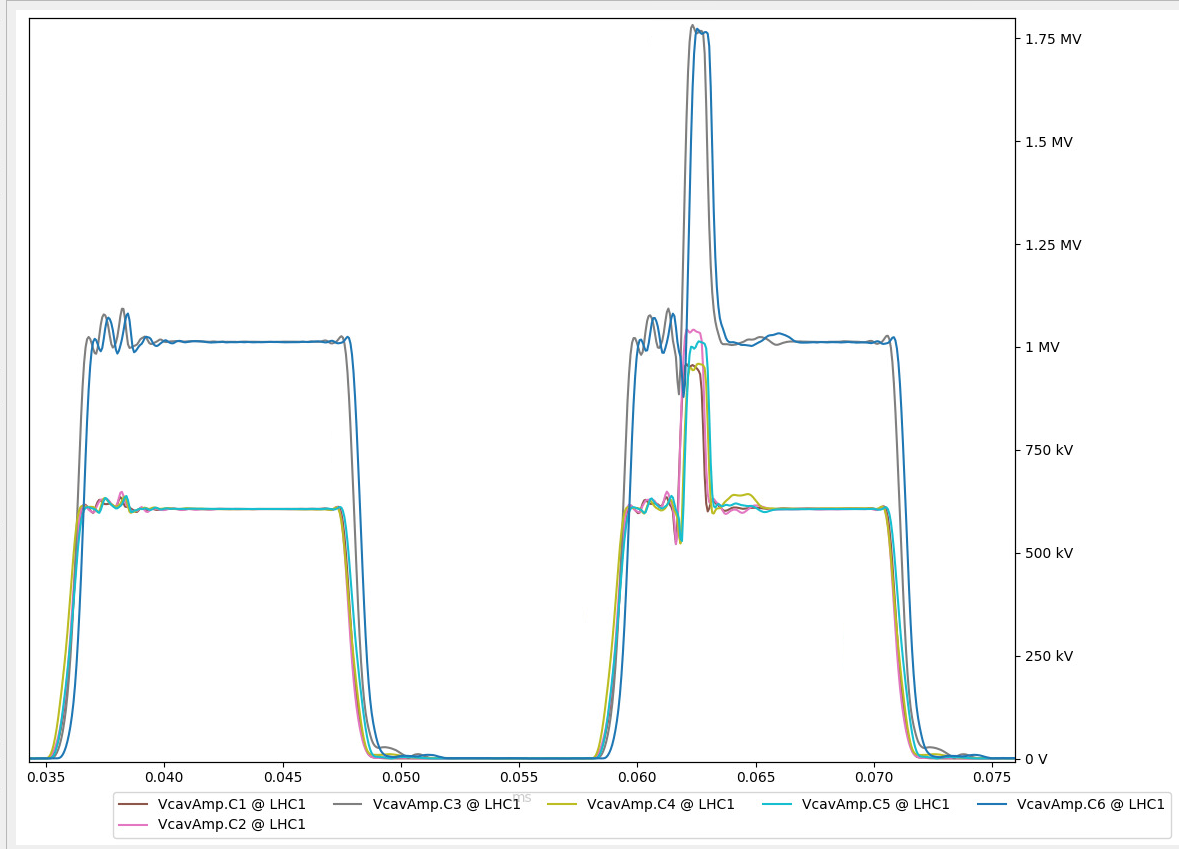 1.75 MV
1.5 MV
1.25 MV
1 MV
750 kV
500 kV
250 kV
0 V
0.035 0.040 0.045 0.050 0.055 0.060 0.065 0.070 0.075
ms
VcavAmp.C1 @ LHC1 VcavAmp.C3 @ LHC1 VcavAmp.C4 @ LHC1 VcavAmp.C5 @ LHC1 VcavAmp.C6 @ LHC1
VcavAmp.C2 @ LHC1